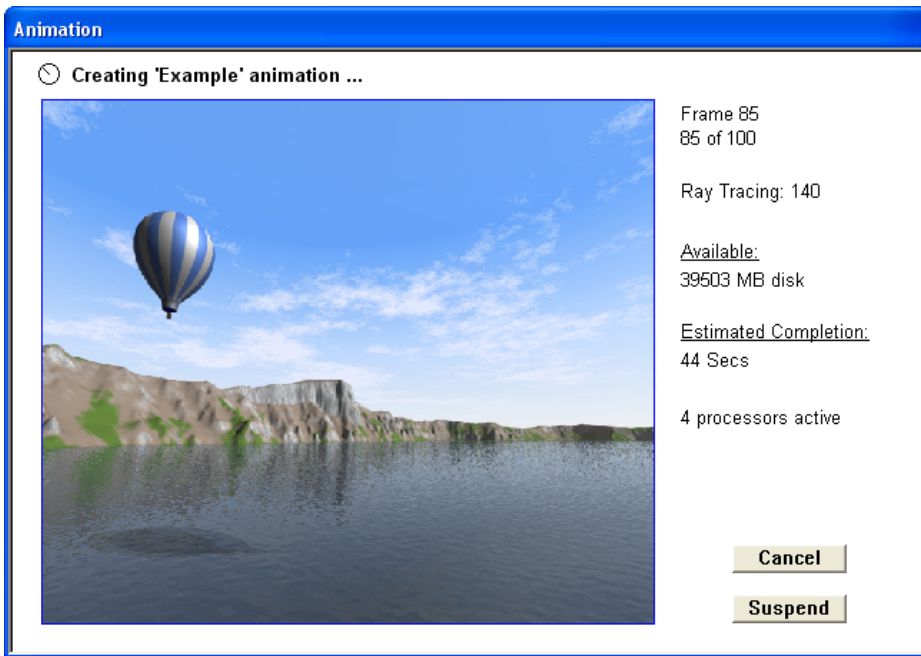 Animation
Creating 'Example' animation ...
Frame 85
85 of 100
Ray Tracing: 140
Available:
39503 MB disk
Estimated Completion:
44 Secs
4 processors active
Cancel
Suspend